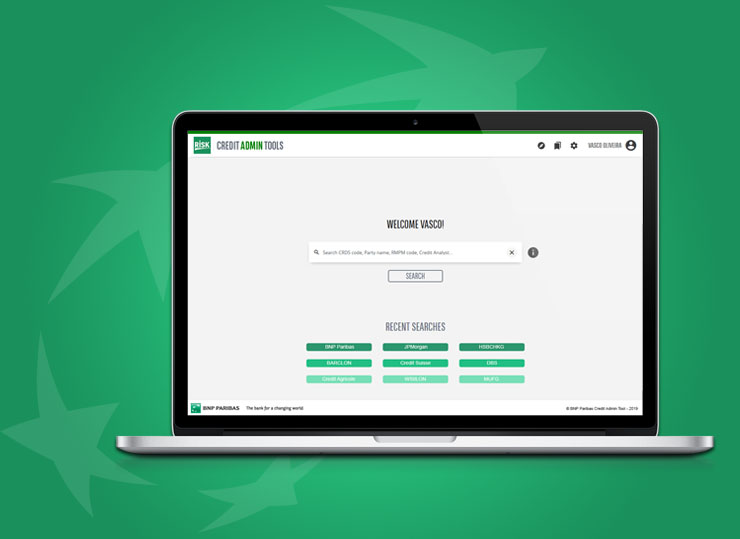 RISK
CREDIT ADMIN TOOLS
VASCO OLIVEIRA
WELCOME VASCO!
Search CRDS code, Party name, RMPM code, Credit Analyst...
SEARCH
RECENT SEARCHES
BNP Paribas JPMorgan HSBCHKG
BARCLON Credit Suisse DBS
Credit Agricole MUFG
BNP PARIBAS The bank for a changing world
© BNP Paribas Credit Admin Tool - 2019